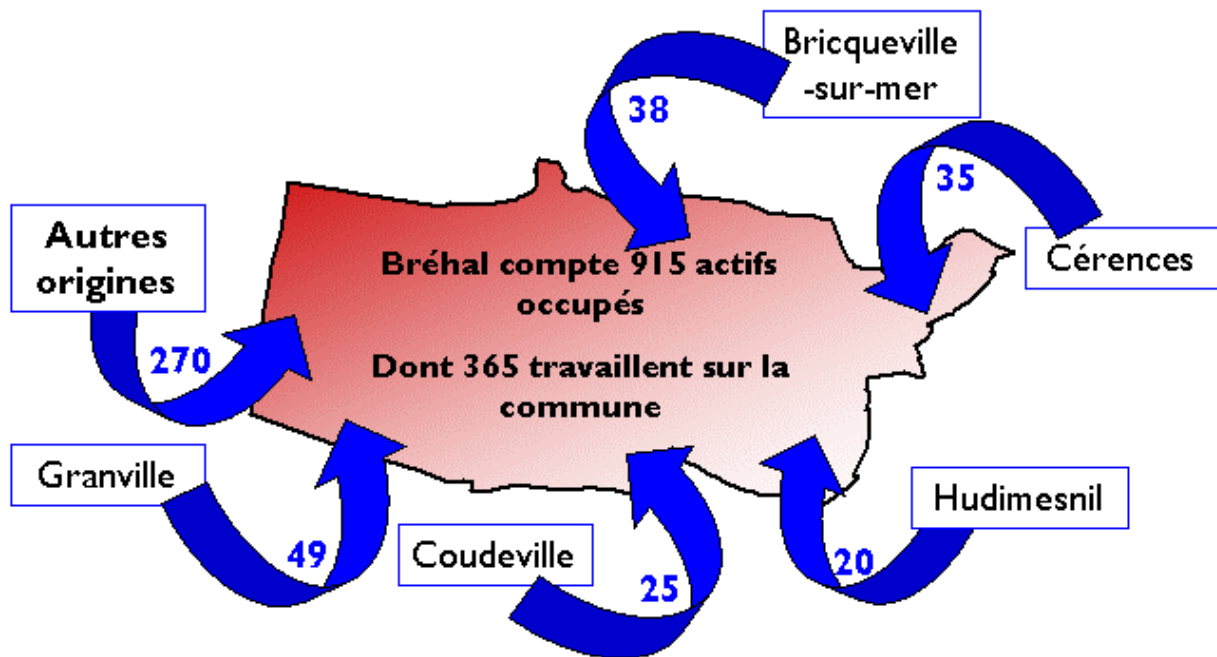 Bricqueville
-sur-mer
38
35
Cérences
Autres
origines
270
Bréhal compte 915 actifs
occupés
Dont 365 travaillent sur la
commune
Granville
49
Coudeville
25
Hudimesnil
20